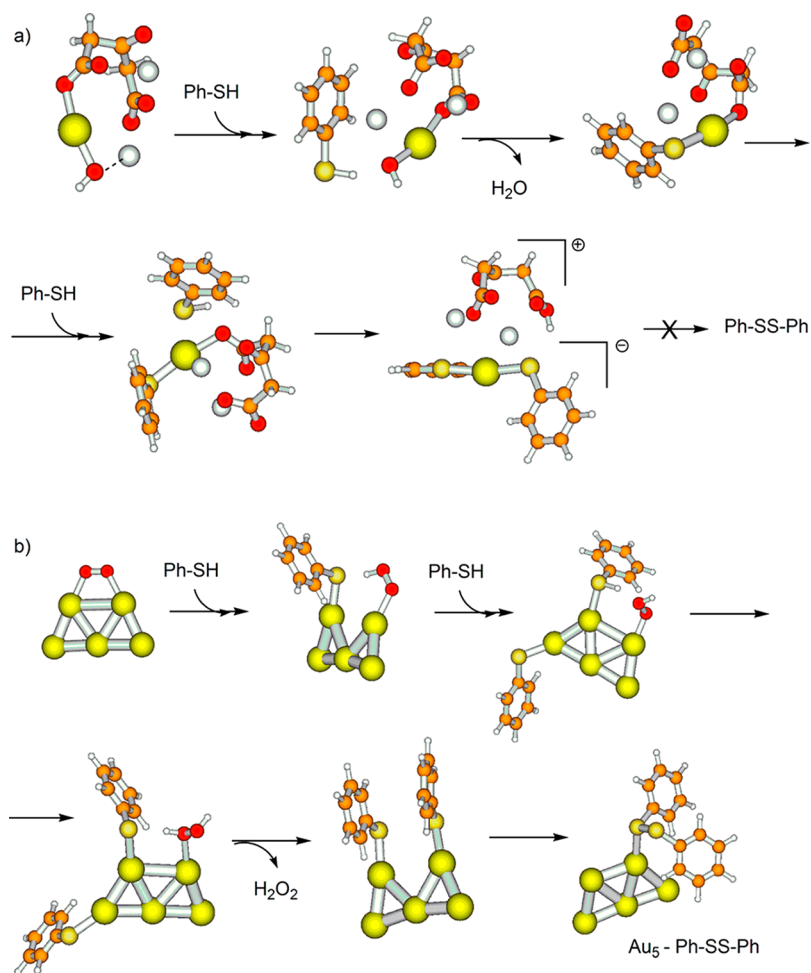 a)
Ph-SH
H₂O
Ph-SH
⊕
⊖
X
Ph-SS-Ph
b)
Ph-SH
Ph-SH
H₂O₂
Au₅ - Ph-SS-Ph